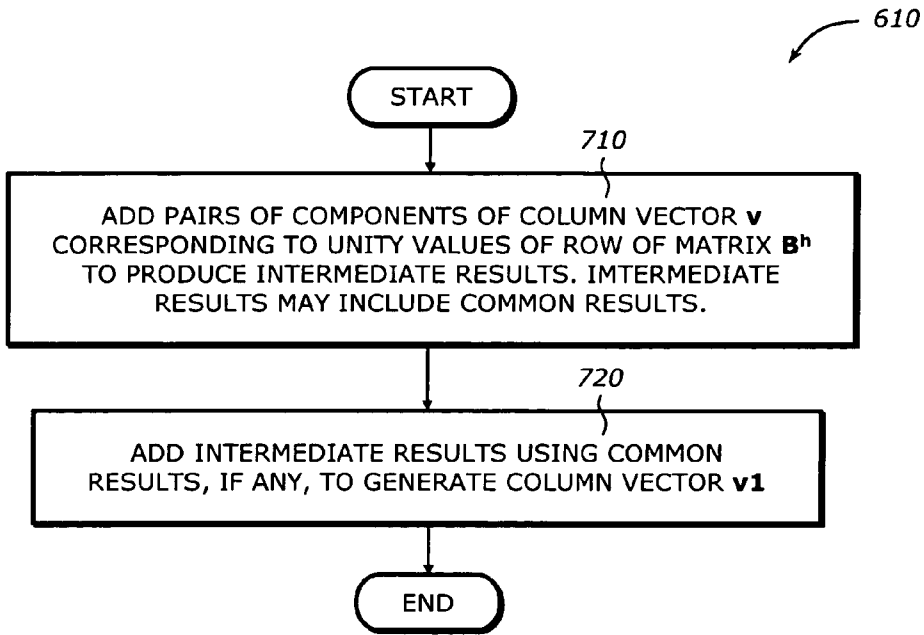 610
START
710
ADD PAIRS OF COMPONENTS OF COLUMN VECTOR v
CORRESPONDING TO UNITY VALUES OF ROW OF MATRIX Bʰ
TO PRODUCE INTERMEDIATE RESULTS. IMTERMEDIATE
RESULTS MAY INCLUDE COMMON RESULTS.
720
ADD INTERMEDIATE RESULTS USING COMMON
RESULTS, IF ANY, TO GENERATE COLUMN VECTOR v1
END